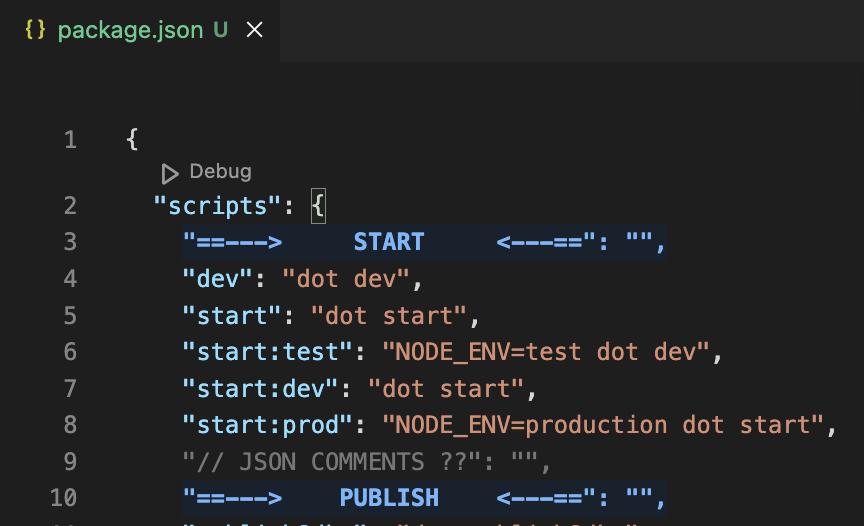 {} package.json U ×
1 {
Debug
2 "scripts": {
3 "==---> START <---==": "",
4 "dev": "dot dev",
5 "start": "dot start",
6 "start:test": "NODE_ENV=test dot dev",
7 "start:dev": "dot start",
8 "start:prod": "NODE_ENV=production dot start",
9 "// JSON COMMENTS ??": "",
10 "==---> PUBLISH <---==": "",